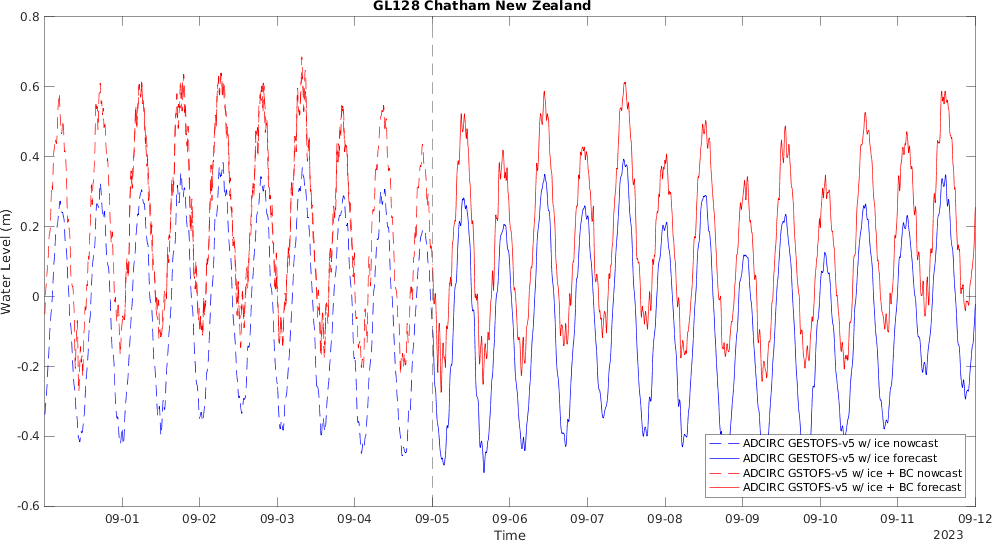 GL128 Chatham New Zealand
0.8
0.6
0.4
0.2
0
-0.2
-0.4
-0.6
Water Level (m)
ADCIRC GESTOFS-v5 w/ ice nowcast
ADCIRC GESTOFS-v5 w/ ice forecast
ADCIRC GSTOFS-v5 w/ ice + BC nowcast
ADCIRC GSTOFS-v5 w/ ice + BC forecast
09-01 09-02 09-03 09-04 09-05 09-06 09-07 09-08 09-09 09-10 09-11 09-12
Time
2023